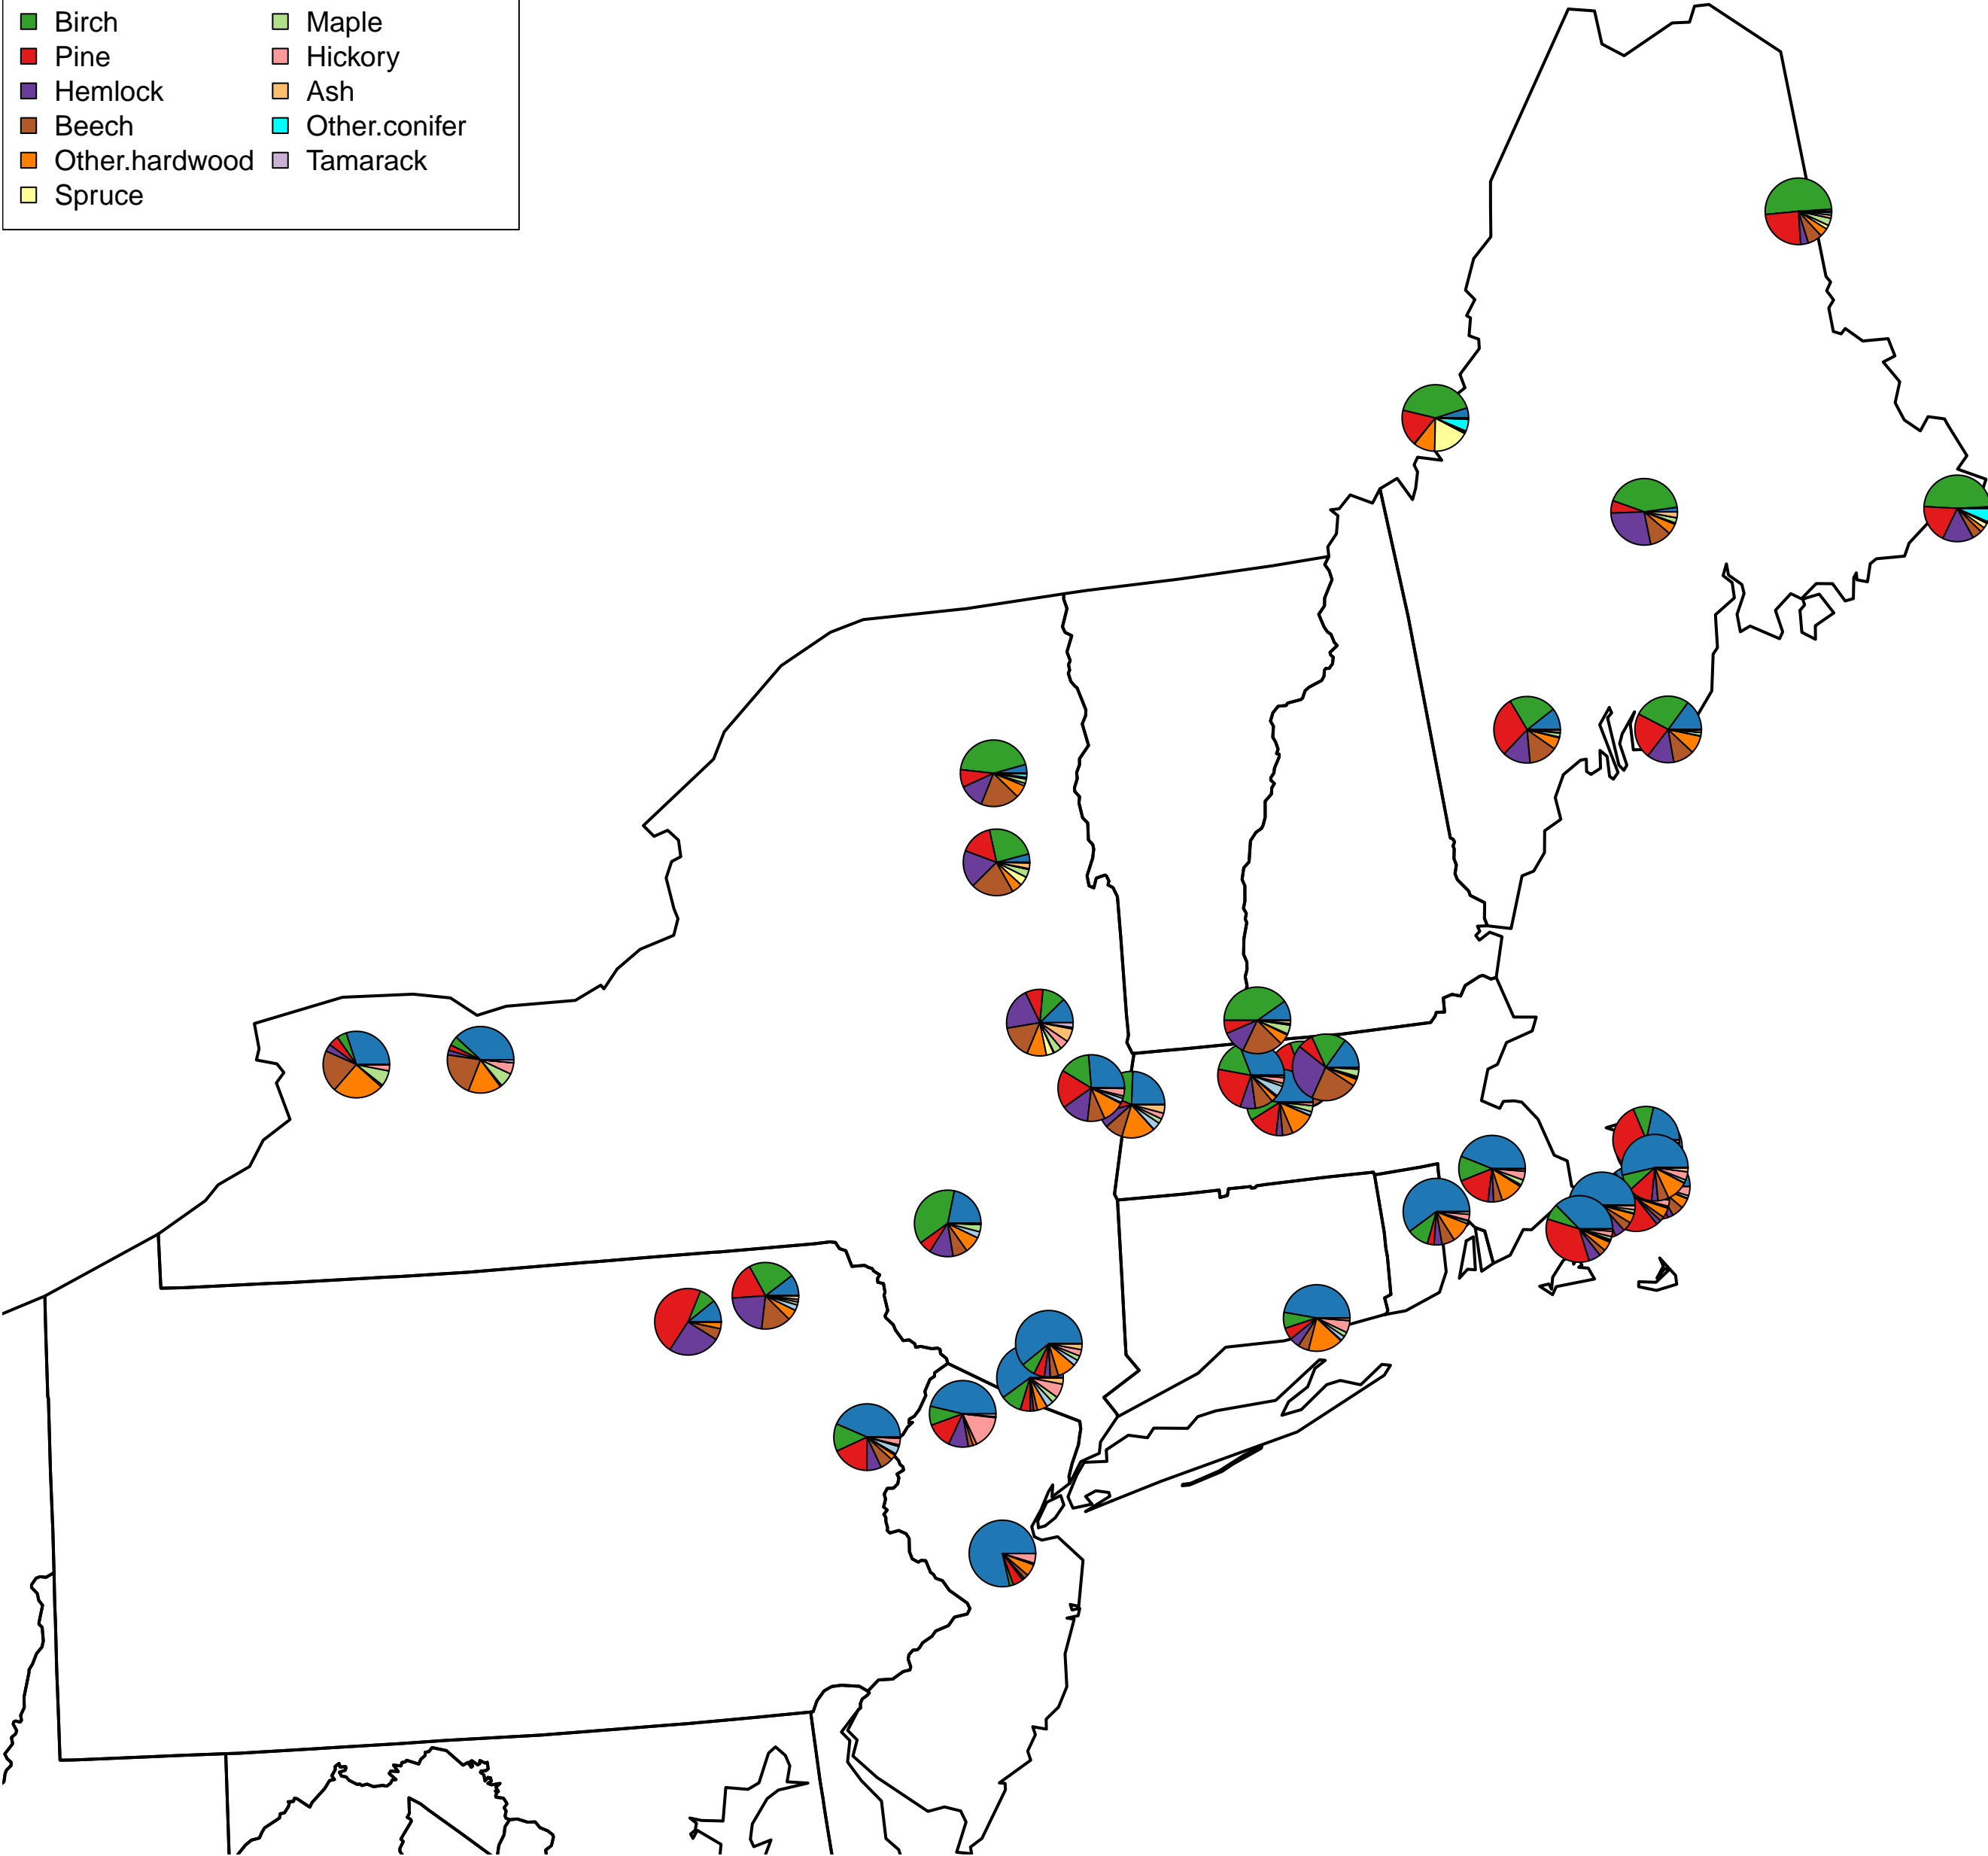 Birch
Pine
Hemlock
Beech
Other.hardwood
Spruce
Maple
Hickory
Ash
Other.conifer
Tamarack